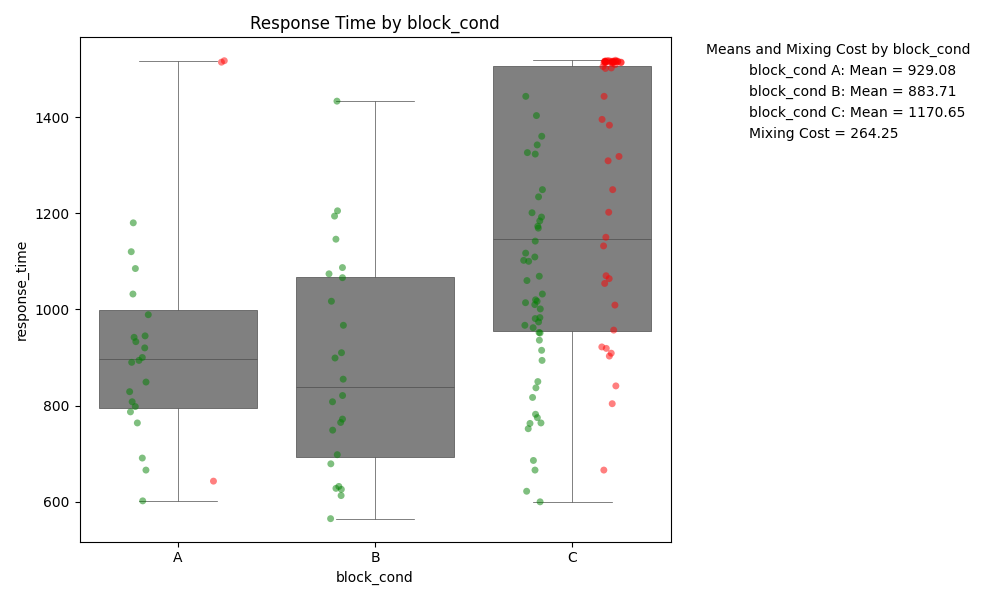 Response Time by block_cond
Means and Mixing Cost by block_cond
block_cond A: Mean = 929.08
block_cond B: Mean = 883.71
block_cond C: Mean = 1170.65
Mixing Cost = 264.25
response_time
1400
1200
1000
800
600
A B C
block_cond